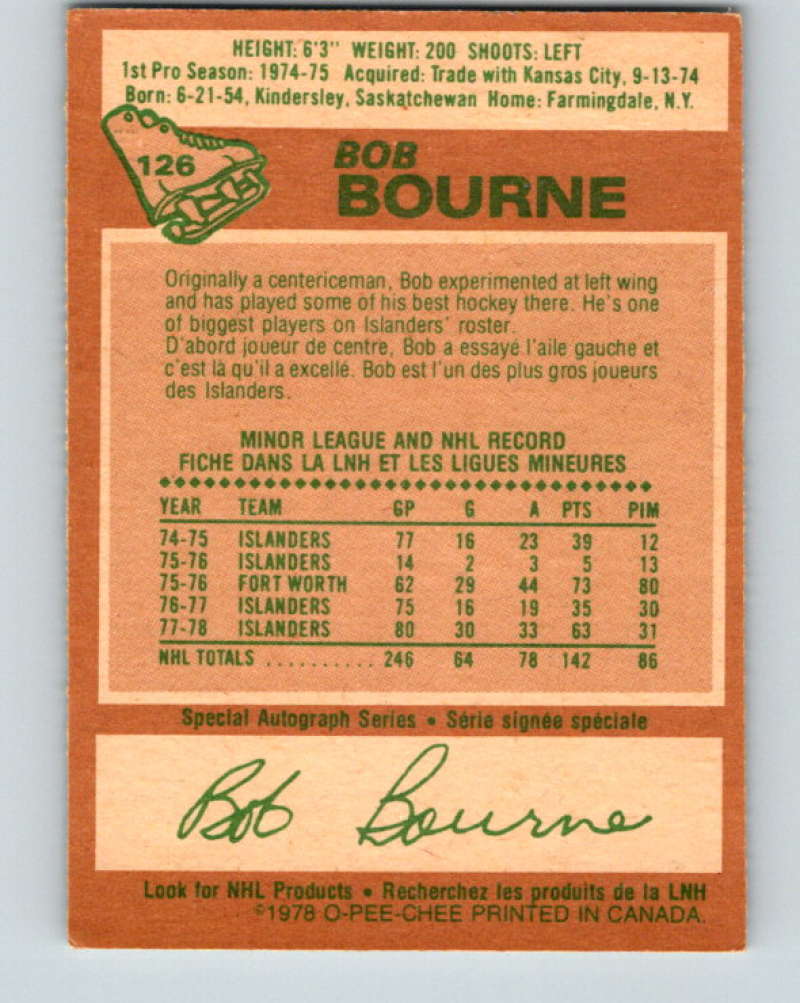 HEIGHT: 6'3" WEIGHT: 200 SHOOTS: LEFT
1st Pro Season: 1974-75 Acquired: Trade with Kansas City, 9-13-74
Born: 6-21-54, Kindersley, Saskatchewan Home: Farmingdale, N.Y.
126
BOB
BOURNE
Originally a centericeman, Bob experimented at left wing
and has played some of his best hockey there. He's one
of biggest players on Islanders' roster.
D'abord joueur de centre, Bob a essayé l'aile gauche et
c'est là qu'il a excellé. Bob est l'un des plus gros joueurs
des Islanders.
MINOR LEAGUE AND NHL RECORD
FICHE DANS LA LNH ET LES LIGUES MINEURES
YEAR TEAM GP G A PTS PIM
74-75 ISLANDERS 77 16 23 39 12
75-76 ISLANDERS 14 2 3 5 13
75-76 FORT WORTH 62 29 44 73 80
76-77 ISLANDERS 75 16 19 35 30
77-78 ISLANDERS 80 30 33 63 31
NHL TOTALS .......... 246 64 78 142 86
Special Autograph Series • Série signée spéciale
Bob Bourne
Look for NHL Products • Recherchez les produits de la LNH
©1978 O-PEE-CHEE PRINTED IN CANADA.